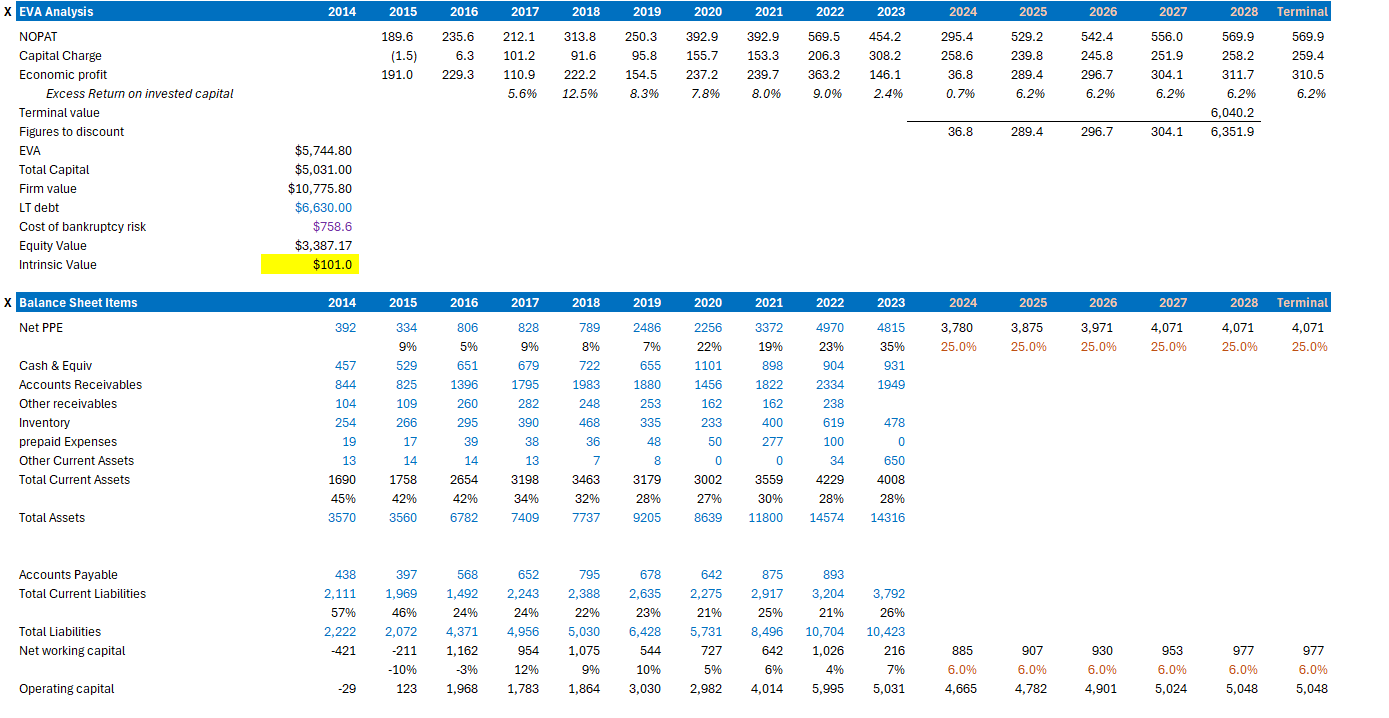 X EVA Analysis 2014 2015 2016 2017 2018 2019 2020 2021 2022 2023 2024 2025 2026 2027 2028 Terminal
NOPAT 189.6 235.6 212.1 313.8 250.3 392.9 392.9 569.5 454.2 295.4 529.2 542.4 556.0 569.9 569.9
Capital Charge (1.5) 6.3 101.2 91.6 95.8 155.7 153.3 206.3 308.2 258.6 239.8 245.8 251.9 258.2 259.4
Economic profit 191.0 229.3 110.9 222.2 154.5 237.2 239.7 363.2 146.1 36.8 289.4 296.7 304.1 311.7 310.5
Excess Return on invested capital 5.6% 12.5% 8.3% 7.8% 8.0% 9.0% 2.4% 0.7% 6.2% 6.2% 6.2% 6.2% 6.2%
Terminal value 6,040.2
Figures to discount 36.8 289.4 296.7 304.1 6,351.9
EVA $5,744.80
Total Capital $5,031.00
Firm value $10,775.80
LT debt $6,630.00
Cost of bankruptcy risk $758.6
Equity Value $3,387.17
Intrinsic Value $101.0
X Balance Sheet Items 2014 2015 2016 2017 2018 2019 2020 2021 2022 2023 2024 2025 2026 2027 2028 Terminal
Net PPE 392 334 806 828 789 2486 2256 3372 4970 4815 3,780 3,875 3,971 4,071 4,071 4,071
9% 5% 9% 8% 7% 22% 19% 23% 35% 25.0% 25.0% 25.0% 25.0% 25.0% 25.0%
Cash & Equiv 457 529 651 679 722 655 1101 898 904 931
Accounts Receivables 844 825 1396 1795 1983 1880 1456 1822 2334 1949
Other receivables 104 109 260 282 248 253 162 162 238
Inventory 254 266 295 390 468 335 233 400 619 478
prepaid Expenses 19 17 39 38 36 48 50 277 100 0
Other Current Assets 13 14 14 13 7 8 0 0 34 650
Total Current Assets 1690 1758 2654 3198 3463 3179 3002 3559 4229 4008
45% 42% 42% 34% 32% 28% 27% 30% 28% 28%
Total Assets 3570 3560 6782 7409 7737 9205 8639 11800 14574 14316
Accounts Payable 438 397 568 652 795 678 642 875 893
Total Current Liabilities 2,111 1,969 1,492 2,243 2,388 2,635 2,275 2,917 3,204 3,792
57% 46% 24% 24% 22% 23% 21% 25% 21% 26%
Total Liabilities 2,222 2,072 4,371 4,956 5,030 6,428 5,731 8,496 10,704 10,423
Net working capital -421 -211 1,162 954 1,075 544 727 642 1,026 216 885 907 930 953 977 977
-10% -3% 12% 9% 10% 5% 6% 4% 7% 6.0% 6.0% 6.0% 6.0% 6.0% 6.0%
Operating capital -29 123 1,968 1,783 1,864 3,030 2,982 4,014 5,995 5,031 4,665 4,782 4,901 5,024 5,048 5,048